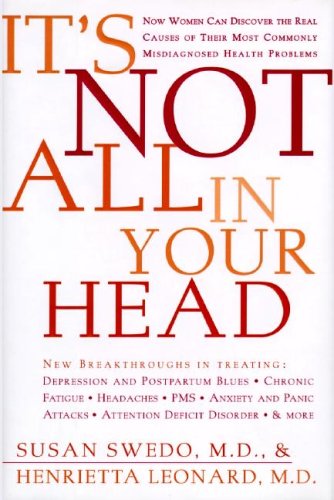 IT'S
NOW WOMEN CAN DISCOVER THE REAL
CAUSES OF THEIR MOST COMMONLY
MISDIAGNOSED HEALTH PROBLEMS
NOT
ALL IN
YOUR
HEAD
NEW BREAKTHROUGHS IN TREATING:
DEPRESSION AND POSTPARTUM BLUES • CHRONIC
FATIGUE • HEADACHES • PMS • ANXIETY AND PANIC
ATTACKS • ATTENTION DEFICIT DISORDER • & MORE
SUSAN SWEDO, M.D., &
HENRIETTA LEONARD, M.D.